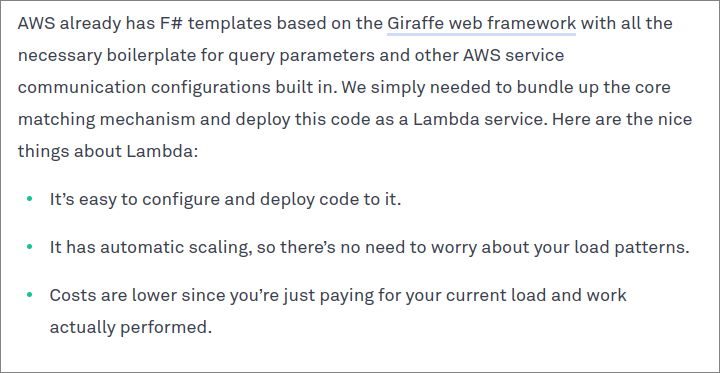 AWS already has F# templates based on the Giraffe web framework with all the
necessary boilerplate for query parameters and other AWS service
communication configurations built in. We simply needed to bundle up the core
matching mechanism and deploy this code as a Lambda service. Here are the nice
things about Lambda:
• It’s easy to configure and deploy code to it.
• It has automatic scaling, so there’s no need to worry about your load patterns.
• Costs are lower since you’re just paying for your current load and work
actually performed.